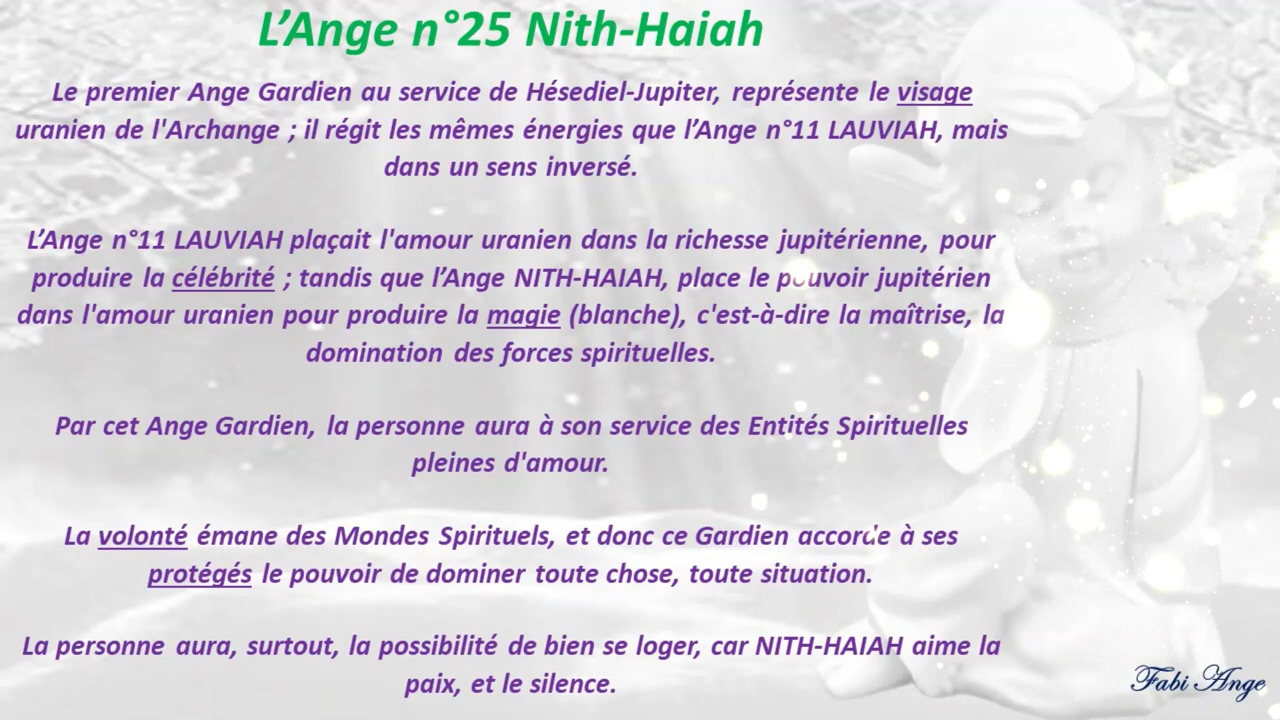 L’Ange n°25 Nith-Haiah
Le premier Ange Gardien au service de Hésediel-Jupiter, représente le visage
uranien de l'Archange ; il régit les mêmes énergies que l’Ange n°11 LAUVIAH, mais
dans un sens inversé.
L’Ange n°11 LAUVIAH plaçait l'amour uranien dans la richesse jupitérienne, pour
produire la célébrité ; tandis que l’Ange NITH-HAIAH, place le pouvoir jupitérien
dans l'amour uranien pour produire la magie (blanche), c'est-à-dire la maîtrise, la
domination des forces spirituelles.
Par cet Ange Gardien, la personne aura à son service des Entités Spirituelles
pleines d'amour.
La volonté émane des Mondes Spirituels, et donc ce Gardien accorde à ses
protégés le pouvoir de dominer toute chose, toute situation.
La personne aura, surtout, la possibilité de bien se loger, car NITH-HAIAH aime la
paix, et le silence.
Fabi Ange